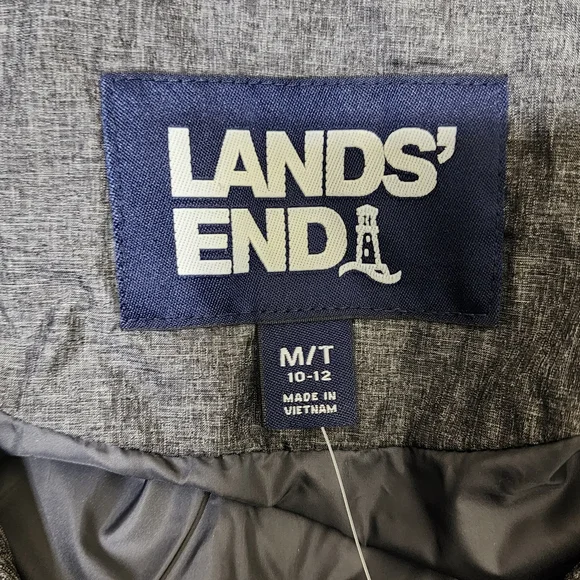 LANDS'
END
M/T
10-12
MADE IN
VIETNAM